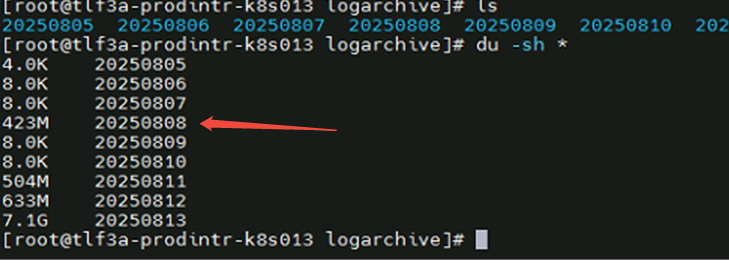 [root@tlf3a-prodintr-k8s013 logarchive]# ls
20250805  20250806  20250807  20250808  20250809  20250810  202
[root@tlf3a-prodintr-k8s013 logarchive]# du -sh *
4.0K    20250805
8.0K    20250806
8.0K    20250807
423M    20250808
8.0K    20250809
8.0K    20250810
504M    20250811
633M    20250812
7.1G    20250813
[root@tlf3a-prodintr-k8s013 logarchive]#